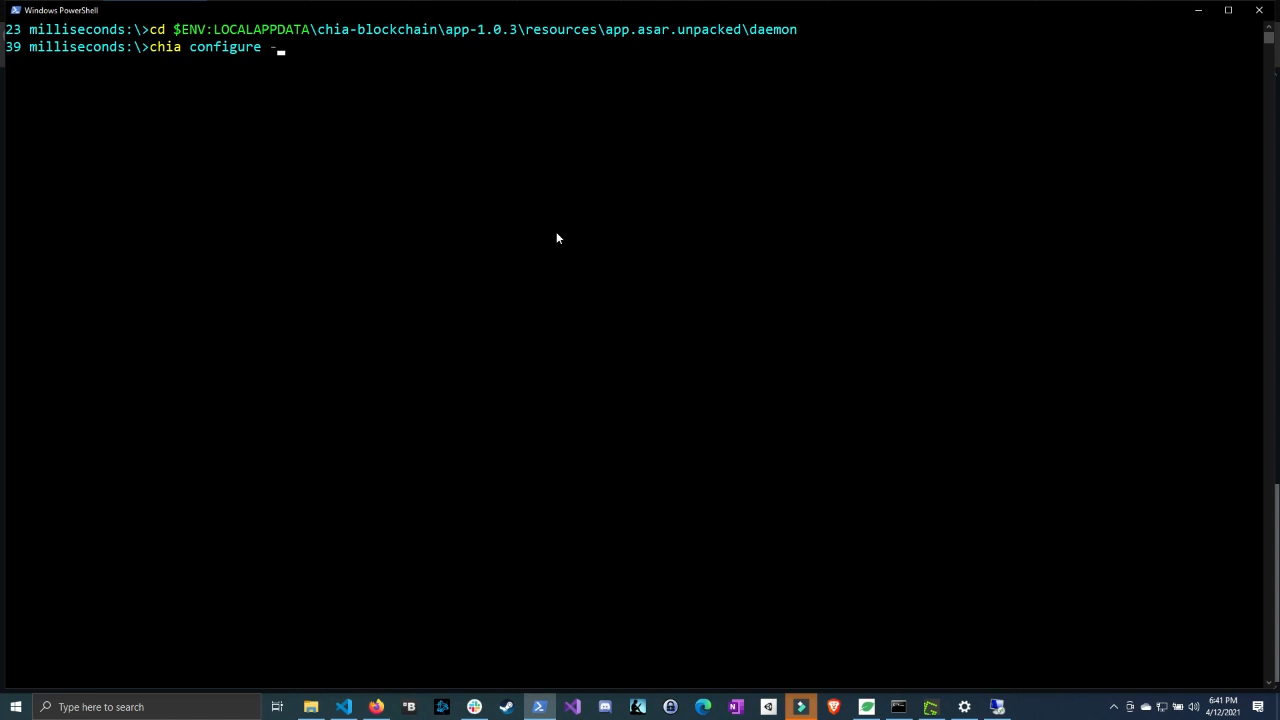 Windows PowerShell
23 milliseconds:\>cd $ENV:LOCALAPPDATA\chia-blockchain\app-1.0.3\resources\app.asar.unpacked\daemon
39 milliseconds:\>chia configure -_
Type here to search
6:41 PM
4/12/2021